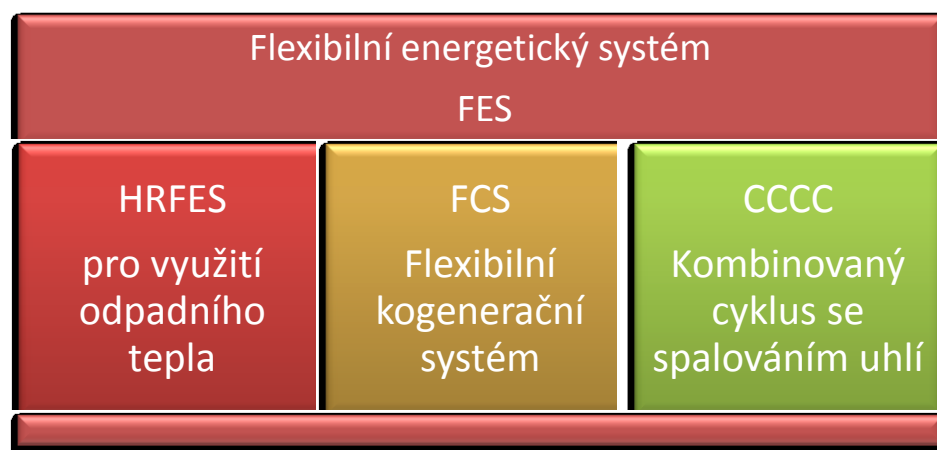 Flexibilní energetický systém
FES
HRFES
pro využití
odpadního
tepla
FCS
Flexibilní
kogenerační
systém
CCCC
Kombinovaný
cyklus se
spalováním uhlí